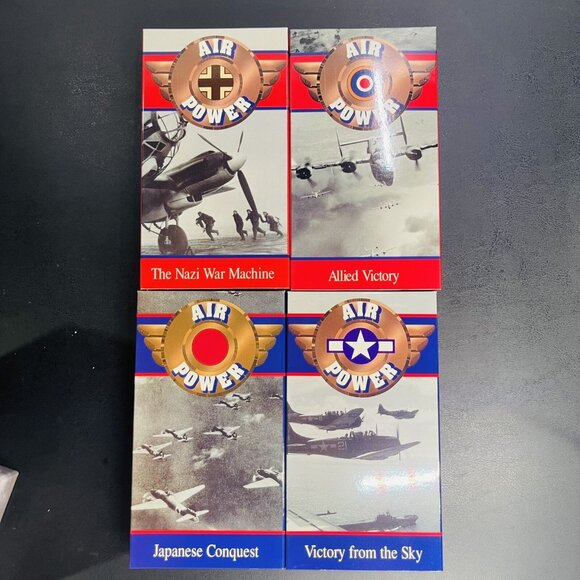 AIR
POWER
The Nazi War Machine
AIR
POWER
Allied Victory
AIR
POWER
Japanese Conquest
AIR
POWER
Victory from the Sky